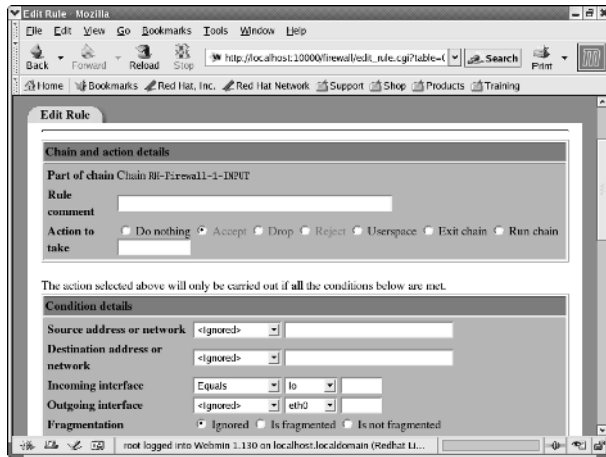 Edit Rule - Mozilla
File Edit View Go Bookmarks Tools Window Help
Back Forward Reload Stop http://localhost:10000/firewall/edit_rule.cgi?table=( Search Print
Home Bookmarks Red Hat, Inc. Red Hat Network Support Shop Products Training
Edit Rule
Chain and action details
Part of chain Chain RH-Firewall-1-INPUT
Rule comment
Action to take Do nothing Accept Drop Reject Userspace Exit chain Run chain
The action selected above will only be carried out if all the conditions below are met.
Condition details
Source address or network <Ignored>
Destination address or network <Ignored>
Incoming interface Equals lo
Outgoing interface <Ignored> eth0
Fragmentation Ignored Is fragmented Is not fragmented
root logged into Webmin 1.130 on localhost.localdomain (Redhat Li...